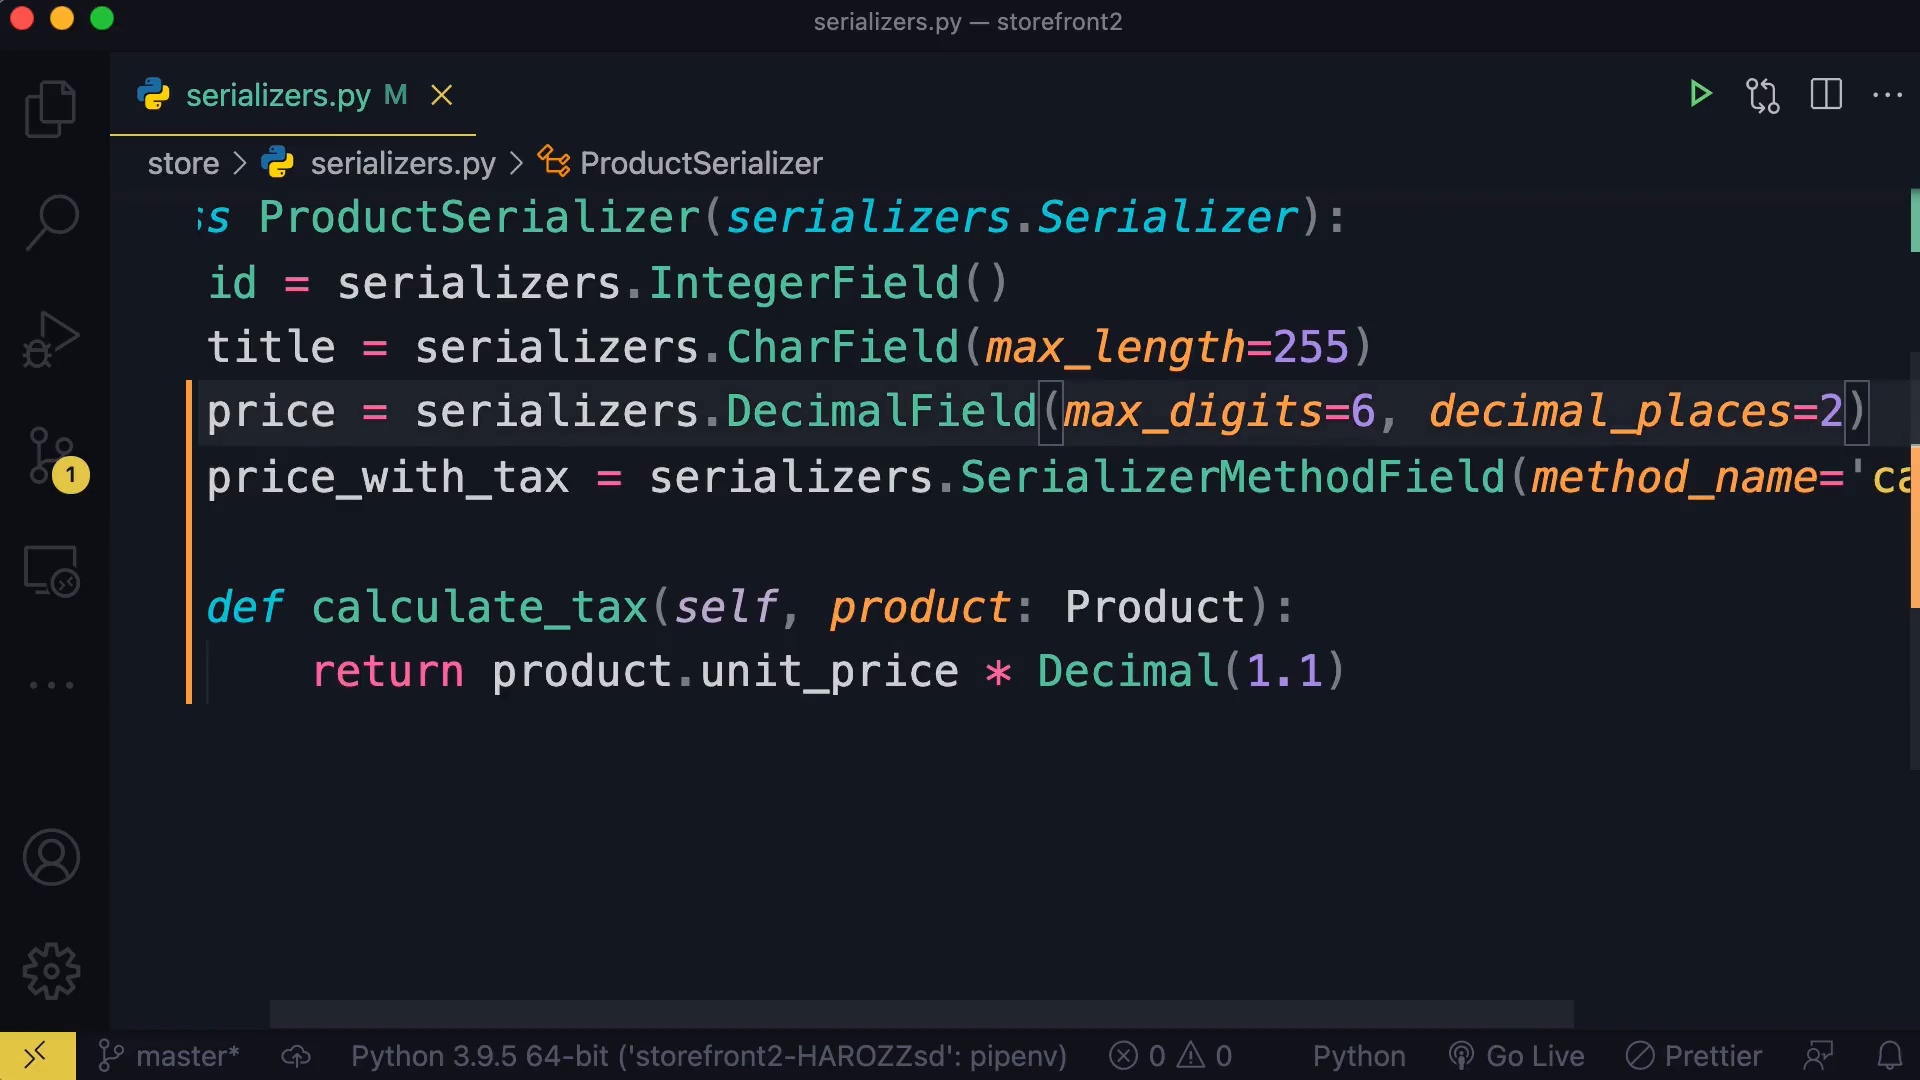 serializers.py — storefront2
serializers.py M
store > serializers.py > ProductSerializer
ss ProductSerializer(serializers.Serializer):
id = serializers.IntegerField()
title = serializers.CharField(max_length=255)
price = serializers.DecimalField(max_digits=6, decimal_places=2)
price_with_tax = serializers.SerializerMethodField(method_name='ca
def calculate_tax(self, product: Product):
return product.unit_price * Decimal(1.1)
1
master* Python 3.9.5 64-bit ('storefront2-HAROZZsd': pipenv) 0 0 Python Go Live Prettier